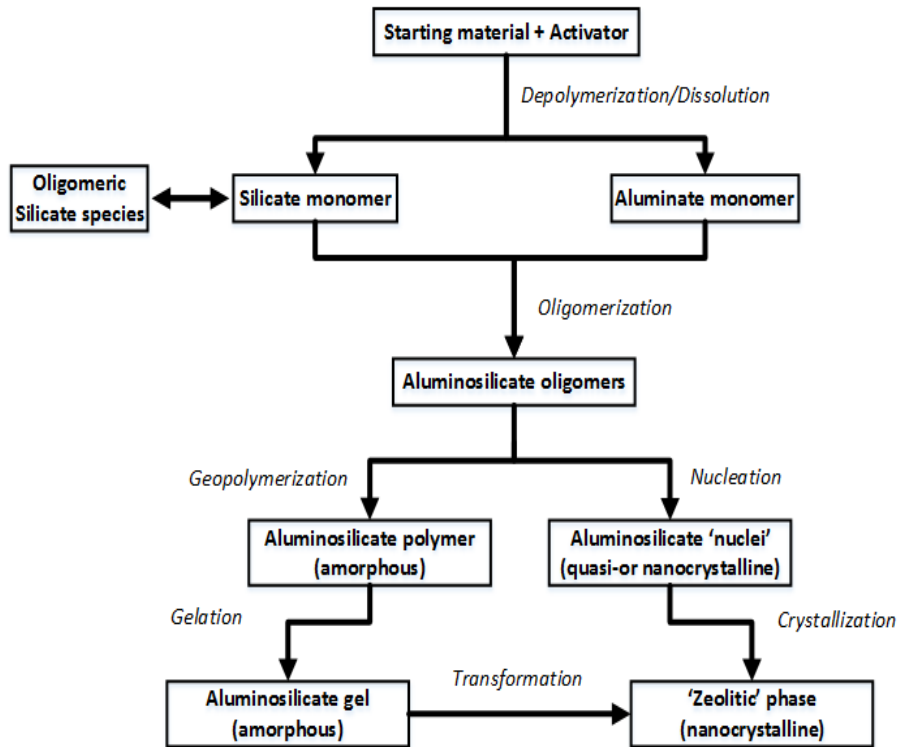 Starting material + Activator
Depolymerization/Dissolution
Oligomeric
Silicate species
Silicate monomer
Aluminate monomer
Oligomerization
Aluminosilicate oligomers
Geopolymerization
Nucleation
Aluminosilicate polymer
(amorphous)
Aluminosilicate ‘nuclei’
(quasi-or nanocrystalline)
Gelation
Crystallization
Transformation
Aluminosilicate gel
(amorphous)
‘Zeolitic’ phase
(nanocrystalline)